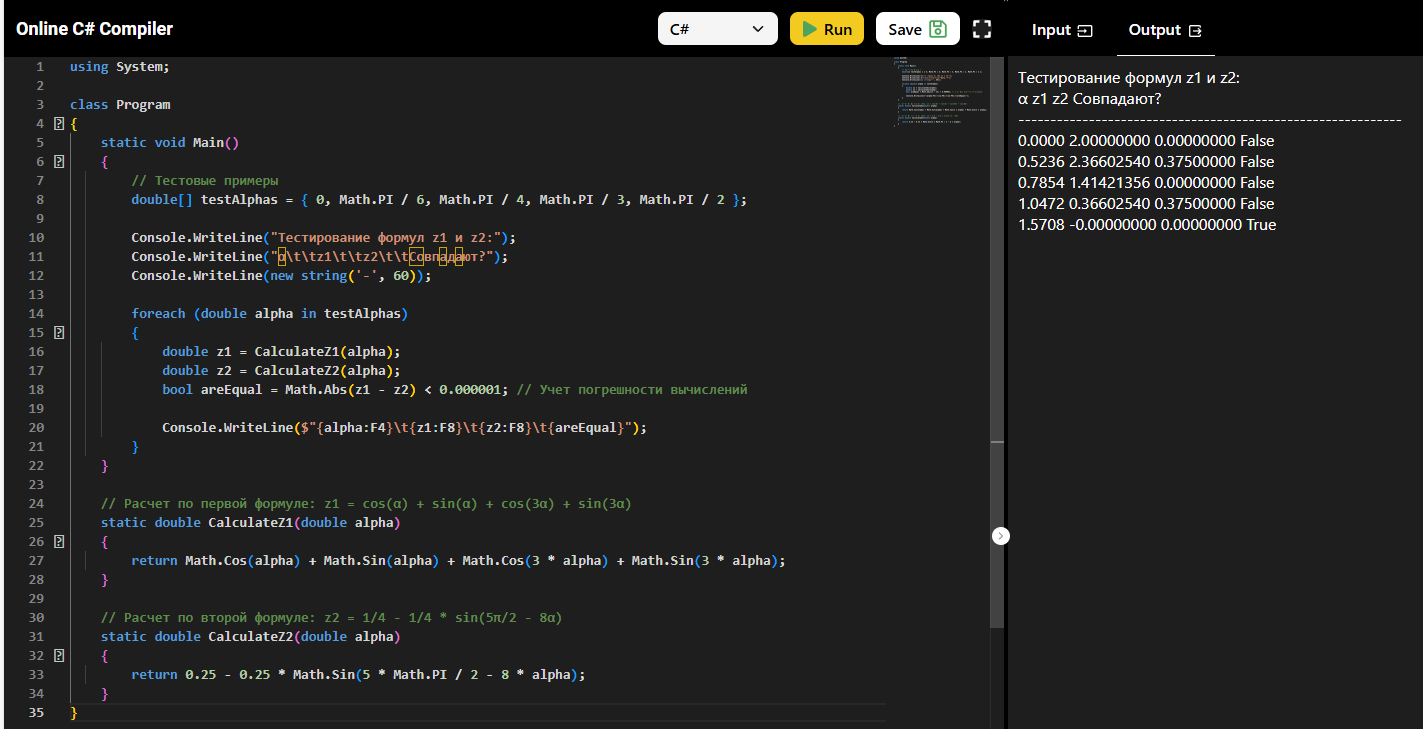 Online C# Compiler
C#
Run
Save
Input
Output
1 using System;
2
3 class Program
4 {
5 static void Main()
6 {
7 // Тестовые примеры
8 double[] testAlphas = { 0, Math.PI / 6, Math.PI / 4, Math.PI / 3, Math.PI / 2 };
9
10 Console.WriteLine("Тестирование формул z1 и z2:");
11 Console.WriteLine("α\t\tz1\t\tz2\t\tСовпадают?");
12 Console.WriteLine(new string('-', 60));
13
14 foreach (double alpha in testAlphas)
15 {
16 double z1 = CalculateZ1(alpha);
17 double z2 = CalculateZ2(alpha);
18 bool areEqual = Math.Abs(z1 - z2) < 0.000001; // Учет погрешности вычислений
19
20 Console.WriteLine($"{alpha:F4}\t{z1:F8}\t{z2:F8}\t{areEqual}");
21 }
22 }
23
24 // Расчет по первой формуле: z1 = cos(α) + sin(α) + cos(3α) + sin(3α)
25 static double CalculateZ1(double alpha)
26 {
27 return Math.Cos(alpha) + Math.Sin(alpha) + Math.Cos(3 * alpha) + Math.Sin(3 * alpha);
28 }
29
30 // Расчет по второй формуле: z2 = 1/4 - 1/4 * sin(5π/2 - 8α)
31 static double CalculateZ2(double alpha)
32 {
33 return 0.25 - 0.25 * Math.Sin(5 * Math.PI / 2 - 8 * alpha);
34 }
35 }
Тестирование формул z1 и z2:
α z1 z2 Совпадают?
------------------------------------------------------------
0.0000 2.00000000 0.00000000 False
0.5236 2.36602540 0.37500000 False
0.7854 1.41421356 0.00000000 False
1.0472 0.36602540 0.37500000 False
1.5708 -0.00000000 0.00000000 True